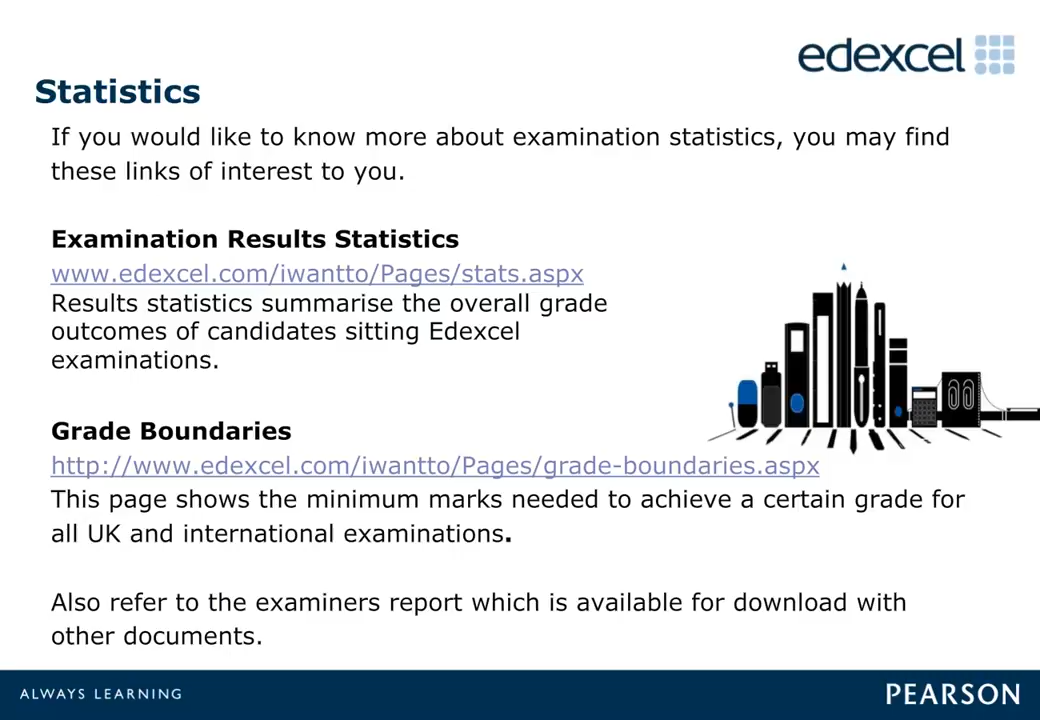 edexcel
Statistics
If you would like to know more about examination statistics, you may find
these links of interest to you.
Examination Results Statistics
www.edexcel.com/iwantto/Pages/stats.aspx
Results statistics summarise the overall grade
outcomes of candidates sitting Edexcel
examinations.
Grade Boundaries
http://www.edexcel.com/iwantto/Pages/grade-boundaries.aspx
This page shows the minimum marks needed to achieve a certain grade for
all UK and international examinations.
Also refer to the examiners report which is available for download with
other documents.
ALWAYS LEARNING
PEARSON